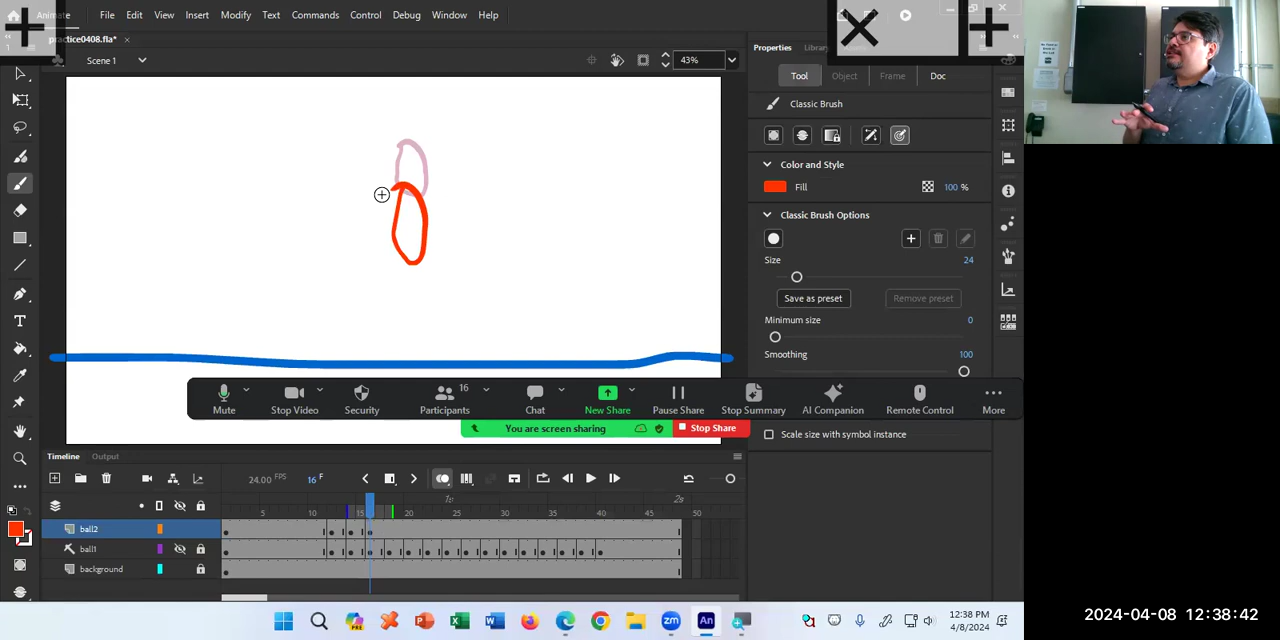 Animate File Edit View Insert Modify Text Commands Control Debug Window Help
practice0408.fla* ×
Scene 1 43%
Properties Library
Tool Object Frame Doc
Classic Brush
Color and Style
Fill 100 %
Classic Brush Options
Size 24
Save as preset Remove preset
Minimum size 0
Smoothing 100
Mute Stop Video Security Participants 16 Chat New Share Pause Share Stop Summary AI Companion Remote Control More
You are screen sharing Stop Share
Scale size with symbol instance
Timeline Output
24.00 FPS 16 F
1s 2s
5 10 15 20 25 30 35 40 45 50
ball2
ball1
background
12:38 PM
4/8/2024
2024-04-08 12:38:42